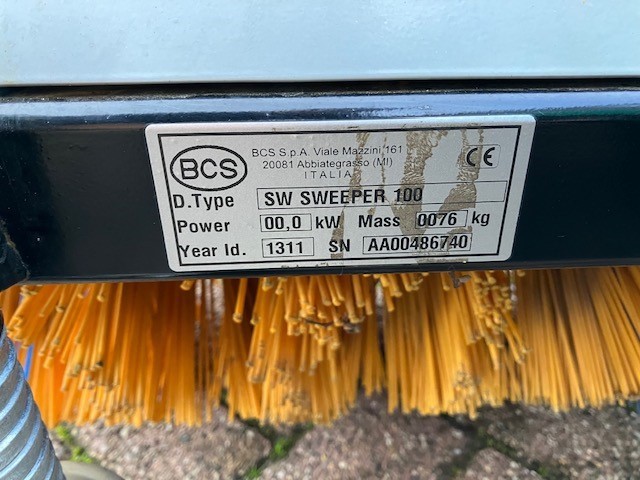 BCS
BCS S.p.A. Viale Mazzini,161
20081 Abbiategrasso (MI)
ITALIA
CE
D.Type SW SWEEPER 100
Power 00,0 kW Mass 0076 kg
Year Id. 1311 SN AA00486740